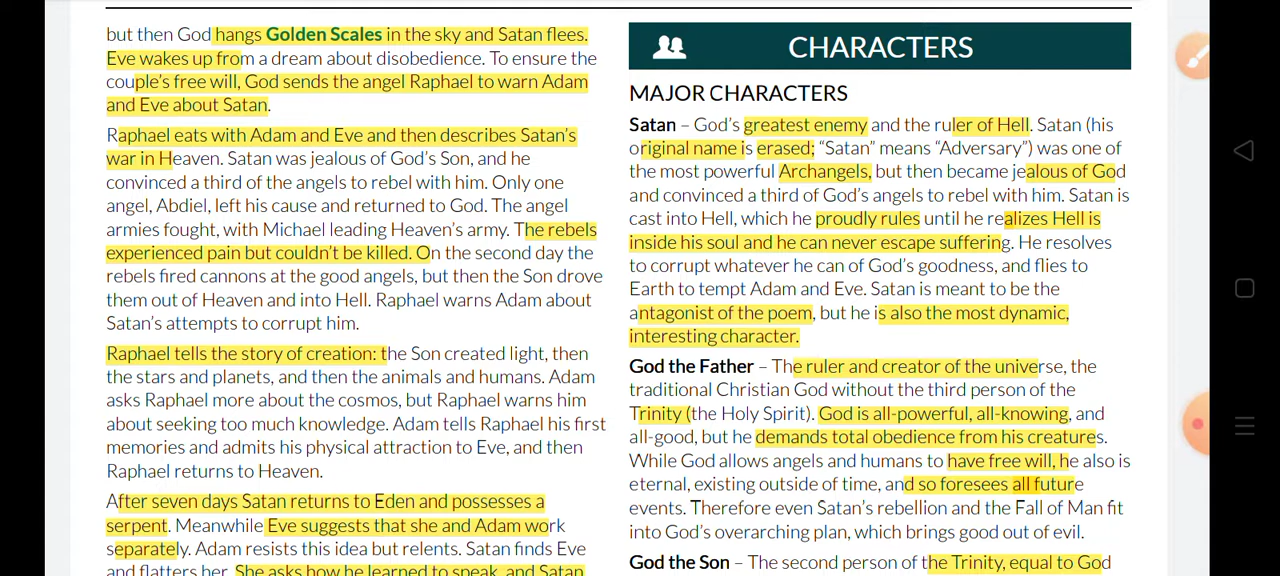 but then God hangs Golden Scales in the sky and Satan flees.
Eve wakes up from a dream about disobedience. To ensure the
couple's free will, God sends the angel Raphael to warn Adam
and Eve about Satan.
Raphael eats with Adam and Eve and then describes Satan's
war in Heaven. Satan was jealous of God's Son, and he
convinced a third of the angels to rebel with him. Only one
angel, Abdiel, left his cause and returned to God. The angel
armies fought, with Michael leading Heaven's army. The rebels
experienced pain but couldn't be killed. On the second day the
rebels fired cannons at the good angels, but then the Son drove
them out of Heaven and into Hell. Raphael warns Adam about
Satan's attempts to corrupt him.
Raphael tells the story of creation: the Son created light, then
the stars and planets, and then the animals and humans. Adam
asks Raphael more about the cosmos, but Raphael warns him
about seeking too much knowledge. Adam tells Raphael his first
memories and admits his physical attraction to Eve, and then
Raphael returns to Heaven.
After seven days Satan returns to Eden and possesses a
serpent. Meanwhile Eve suggests that she and Adam work
separately. Adam resists this idea but relents. Satan finds Eve
and flatters her. She asks how he learned to speak, and Satan
CHARACTERS
MAJOR CHARACTERS
Satan – God's greatest enemy and the ruler of Hell. Satan (his
original name is erased; “Satan” means “Adversary”) was one of
the most powerful Archangels, but then became jealous of God
and convinced a third of God's angels to rebel with him. Satan is
cast into Hell, which he proudly rules until he realizes Hell is
inside his soul and he can never escape suffering. He resolves
to corrupt whatever he can of God's goodness, and flies to
Earth to tempt Adam and Eve. Satan is meant to be the
antagonist of the poem, but he is also the most dynamic,
interesting character.
God the Father – The ruler and creator of the universe, the
traditional Christian God without the third person of the
Trinity (the Holy Spirit). God is all-powerful, all-knowing, and
all-good, but he demands total obedience from his creatures.
While God allows angels and humans to have free will, he also is
eternal, existing outside of time, and so foresees all future
events. Therefore even Satan's rebellion and the Fall of Man fit
into God's overarching plan, which brings good out of evil.
God the Son – The second person of the Trinity, equal to God